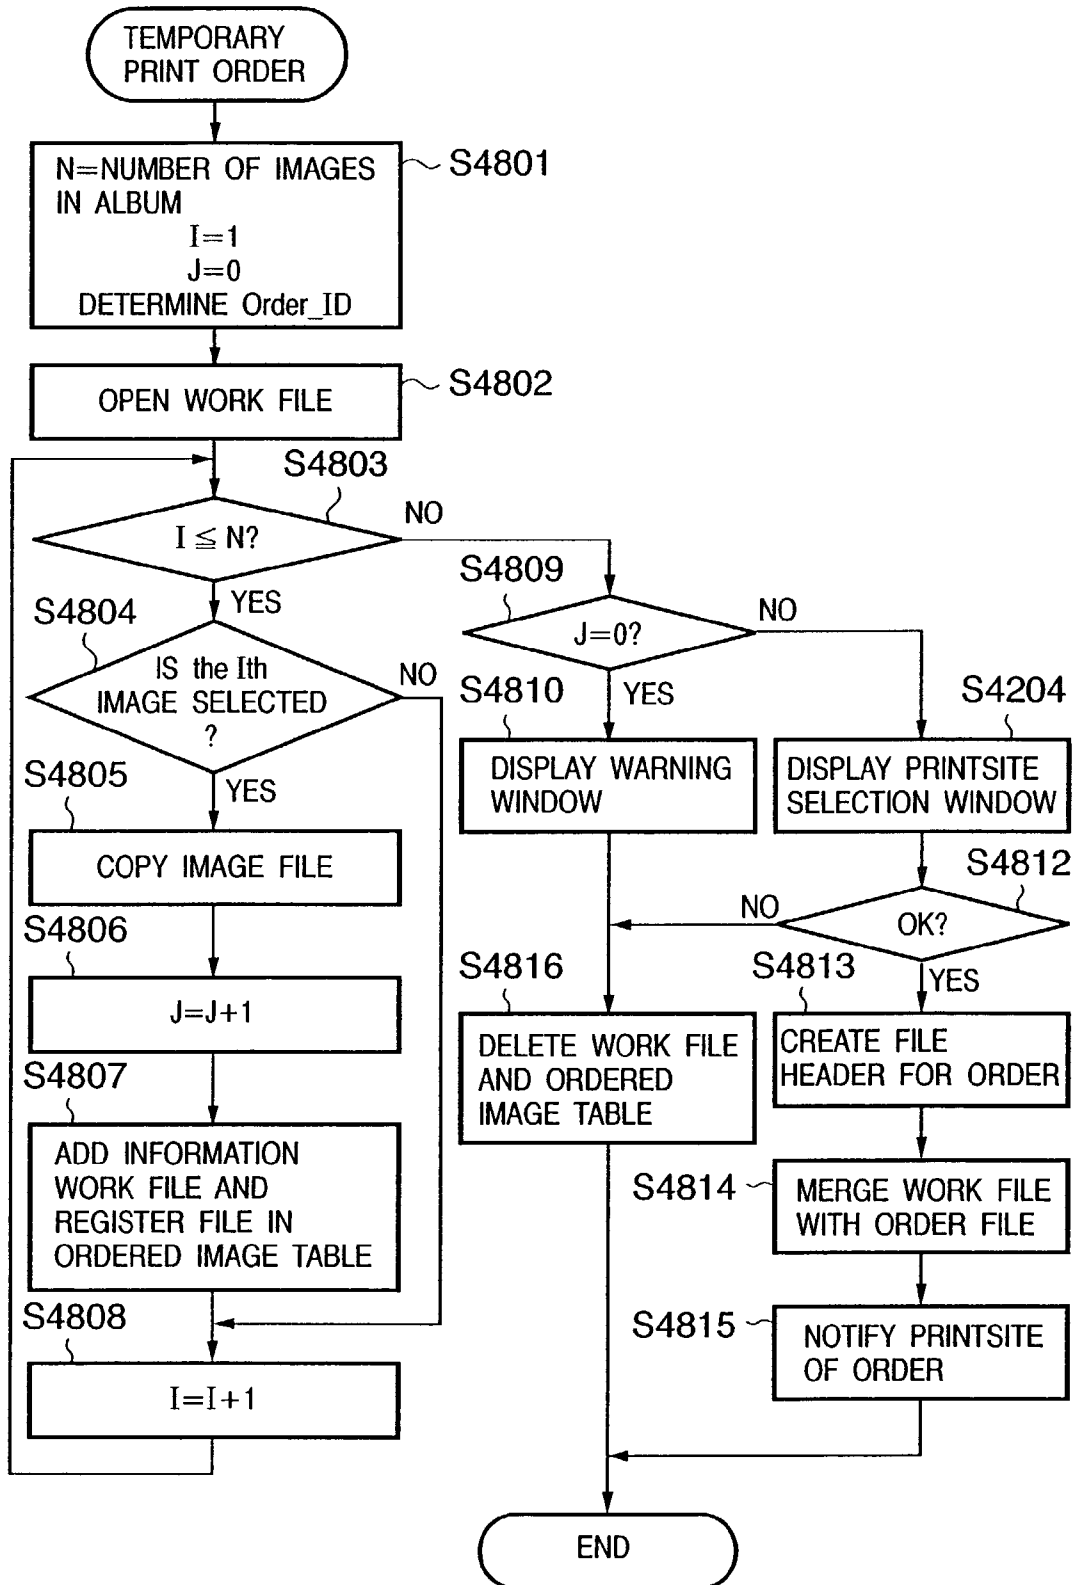 TEMPORARY
PRINT ORDER
S4801
N=NUMBER OF IMAGES
IN ALBUM
I=1
J=0
DETERMINE Order_ID
S4802
OPEN WORK FILE
S4803
I ≦ N?
NO
YES
S4804
IS the Ith
IMAGE SELECTED
?
NO
YES
S4805
COPY IMAGE FILE
S4806
J=J+1
S4807
ADD INFORMATION
WORK FILE AND
REGISTER FILE IN
ORDERED IMAGE TABLE
S4808
I=I+1
S4809
J=0?
NO
YES
S4810
DISPLAY WARNING
WINDOW
S4204
DISPLAY PRINTSITE
SELECTION WINDOW
S4812
OK?
NO
YES
S4816
DELETE WORK FILE
AND ORDERED
IMAGE TABLE
S4813
CREATE FILE
HEADER FOR ORDER
S4814
MERGE WORK FILE
WITH ORDER FILE
S4815
NOTIFY PRINTSITE
OF ORDER
END